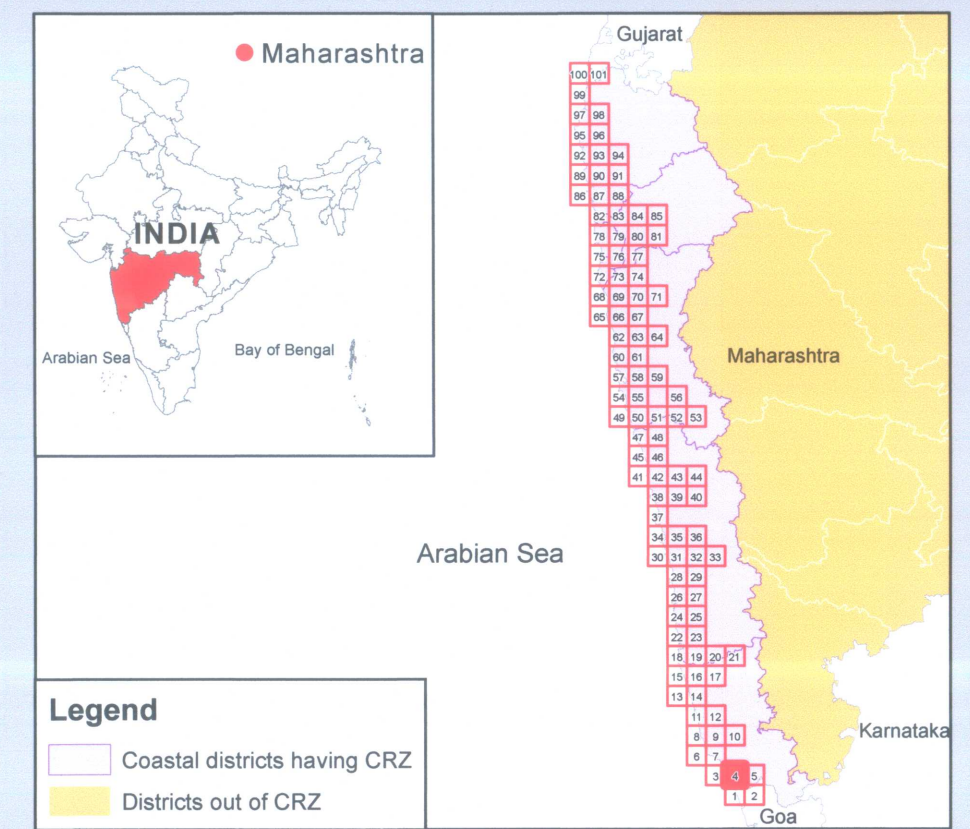 Maharashtra
INDIA
Arabian Sea
Bay of Bengal
Gujarat
100 101
99
97 98
95 96
92 93 94
89 90 91
86 87 88
82 83 84 85
78 79 80 81
75 76 77
72 73 74
68 69 70 71
65 66 67
62 63 64
60 61
Maharashtra
57 58 59
54 55 56
49 50 51 52 53
47 48
45 46
41 42 43 44
38 39 40
37
34 35 36
Arabian Sea
30 31 32 33
28 29
26 27
24 25
22 23
18 19 20 21
15 16 17
13 14
11 12
Karnataka
8 9 10
6 7
3 4 5
1 2
Goa
Legend
Coastal districts having CRZ
Districts out of CRZ